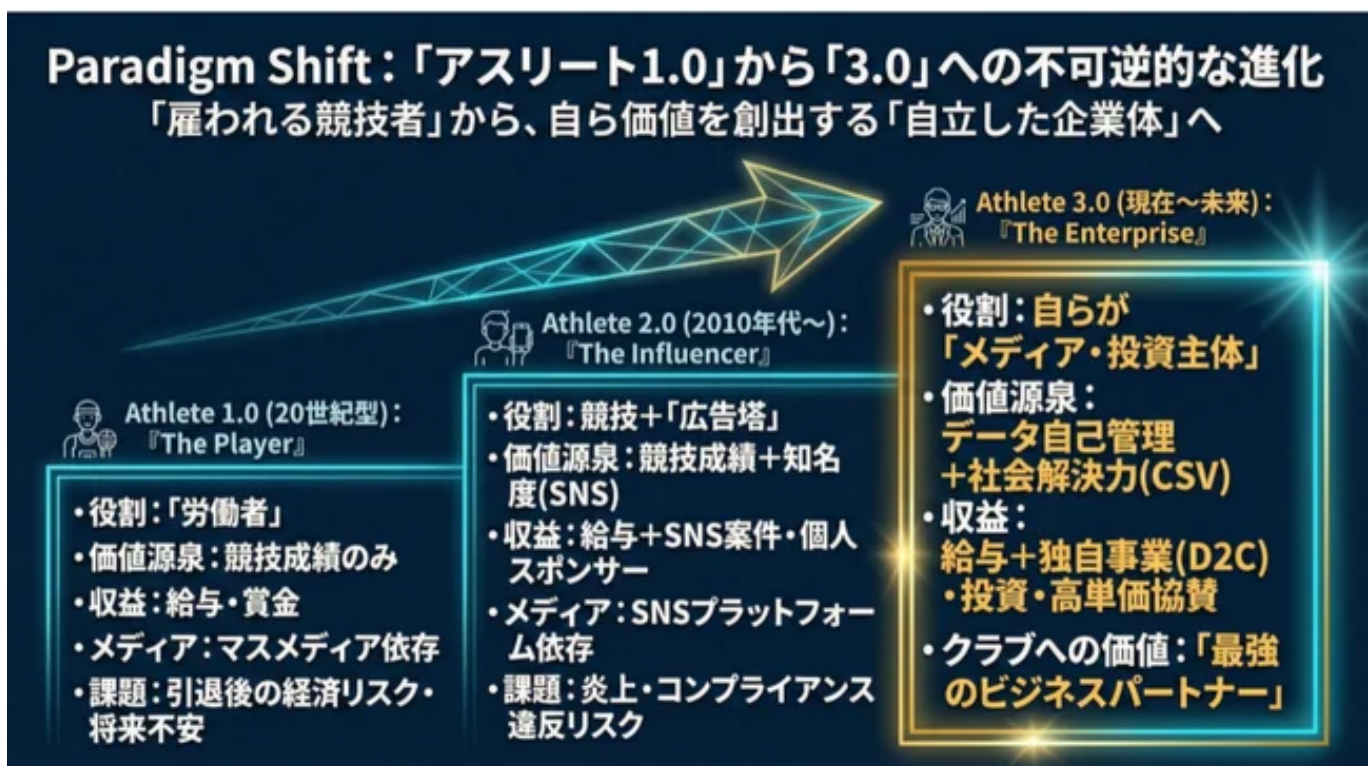 Paradigm Shift：「アスリート1.0」から「3.0」への不可逆的な進化
「雇われる競技者」から、自ら価値を創出する「自立した企業体」へ
Athlete 1.0 (20世紀型)：
『The Player』
・役割：「労働者」
・価値源泉：競技成績のみ
・収益：給与・賞金
・メディア：マスメディア依存
・課題：引退後の経済リスク・
将来不安
Athlete 2.0 (2010年代～)：
『The Influencer』
・役割：競技＋「広告塔」
・価値源泉：競技成績＋知名
度(SNS)
・収益：給与＋SNS案件・個人
スポンサー
・メディア：SNSプラットフォー
ム依存
・課題：炎上・コンプライアンス
違反リスク
Athlete 3.0 (現在～未来)：
『The Enterprise』
・役割：自らが
「メディア・投資主体」
・価値源泉：
データ自己管理
＋社会解決力(CSV)
・収益：
給与＋独自事業(D2C)
・投資・高単価協賛
・クラブへの価値：「最強
のビジネスパートナー」